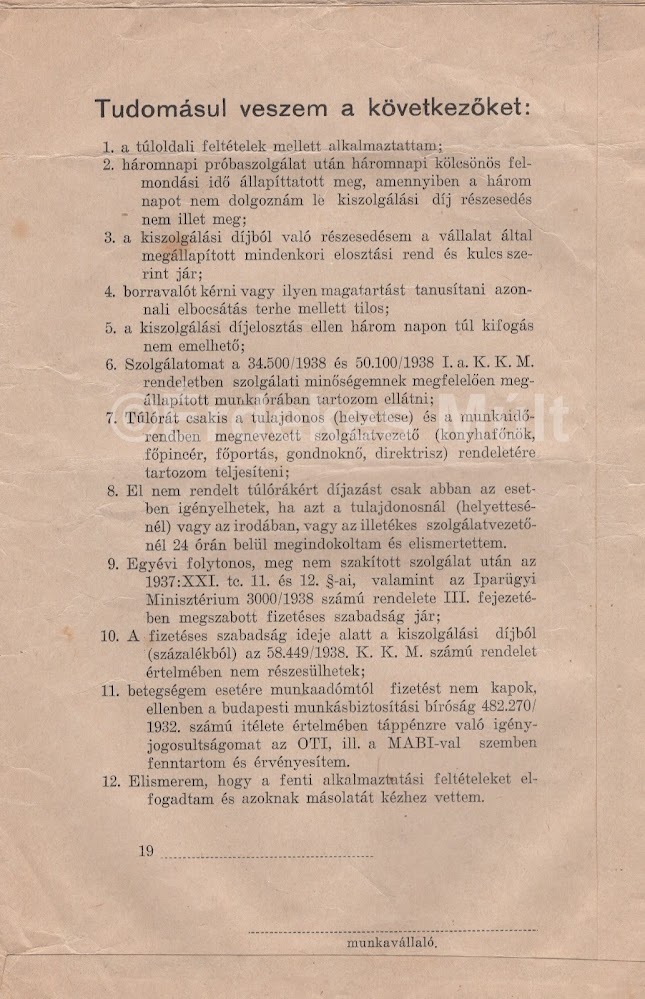 Tudomásul veszem a következőket:
1. a túloldali feltételek mellett alkalmaztattam;
2. háromnapi próbaszolgálat után háromnapi kölcsönös fel-
mondási idő állapíttatott meg, amennyiben a három
napot nem dolgoznám le kiszolgálási díj részesedés
nem illet meg;
3. a kiszolgálási díjból való részesedésem a vállalat által
megállapított mindenkori elosztási rend és kulcs sze-
rint jár;
4. borravalót kérni vagy ilyen magatartást tanusítani azon-
nali elbocsátás terhe mellett tilos;
5. a kiszolgálási díjelosztás ellen három napon túl kifogás
nem emelhető;
6. Szolgálatomat a 34.500/1938 és 50.100/1938 I. a. K. K. M.
rendeletben szolgálati minőségemnek megfelelően meg-
állapított munkaórában tartozom ellátni;
7. Túlórát csakis a tulajdonos (helyettese) és a munkaidő-
rendben megnevezett szolgálatvezető (konyhafőnök,
főpincér, főportás, gondnoknő, direktrisz) rendeletére
tartozom teljesíteni;
8. El nem rendelt túlórákért díjazást csak abban az eset-
ben igényelhetek, ha azt a tulajdonosnál (helyettesé-
nél) vagy az irodában, vagy az illetékes szolgálatvezető-
nél 24 órán belül megindokoltam és elismertettem.
9. Egyévi folytonos, meg nem szakított szolgálat után az
1937:XXI. tc. 11. és 12. §-ai, valamint az Iparügyi
Minisztérium 3000/1938 számú rendelete III. fejezeté-
ben megszabott fizetéses szabadság jár;
10. A fizetéses szabadság ideje alatt a kiszolgálási díjból
(százalékból) az 58.449/1938. K. K. M. számú rendelet
értelmében nem részesülhetek;
11. betegségem esetére munkaadómtól fizetést nem kapok,
ellenben a budapesti munkásbiztosítási bíróság 482.270/
1932. számú itélete értelmében táppénzre való igény-
jogosultságomat az OTI, ill. a MABI-val szemben
fenntartom és érvényesítem.
12. Elismerem, hogy a fenti alkalmaztatási feltételeket el-
fogadtam és azoknak másolatát kézhez vettem.
19
munkavállaló.